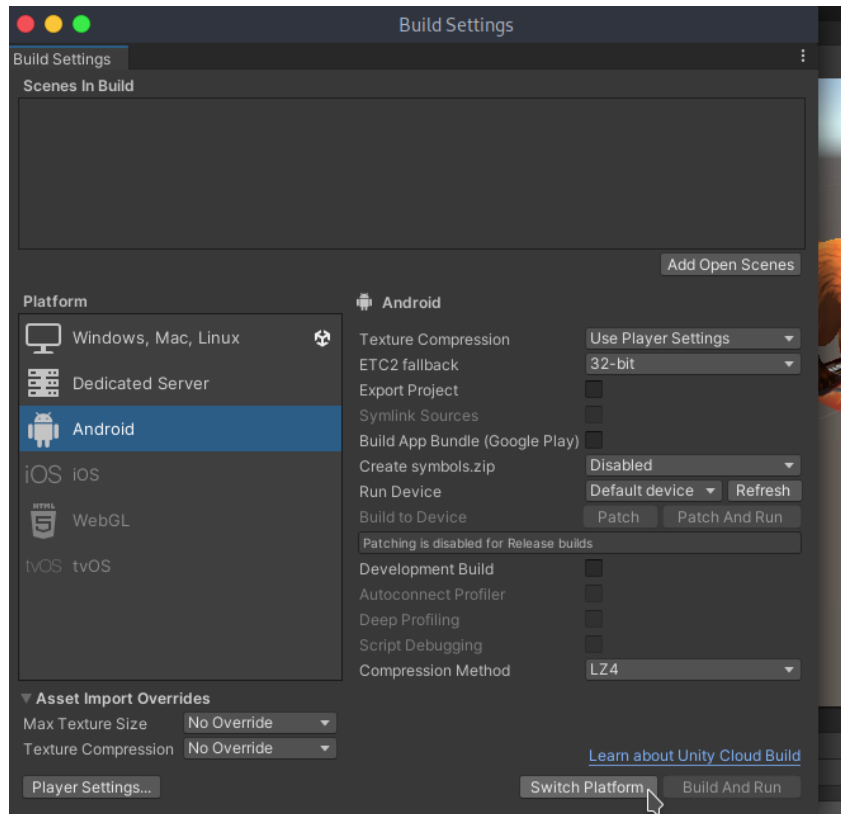 Build Settings
Build Settings
Scenes In Build
Add Open Scenes
Platform
Windows, Mac, Linux
Dedicated Server
Android
iOS iOS
HTML 5 WebGL
tvOS tvOS
Android
Texture Compression Use Player Settings
ETC2 fallback 32-bit
Export Project
Symlink Sources
Build App Bundle (Google Play)
Create symbols.zip Disabled
Run Device Default device Refresh
Build to Device Patch Patch And Run
Patching is disabled for Release builds
Development Build
Autoconnect Profiler
Deep Profiling
Script Debugging
Compression Method LZ4
Asset Import Overrides
Max Texture Size No Override
Texture Compression No Override
Learn about Unity Cloud Build
Player Settings... Switch Platform Build And Run